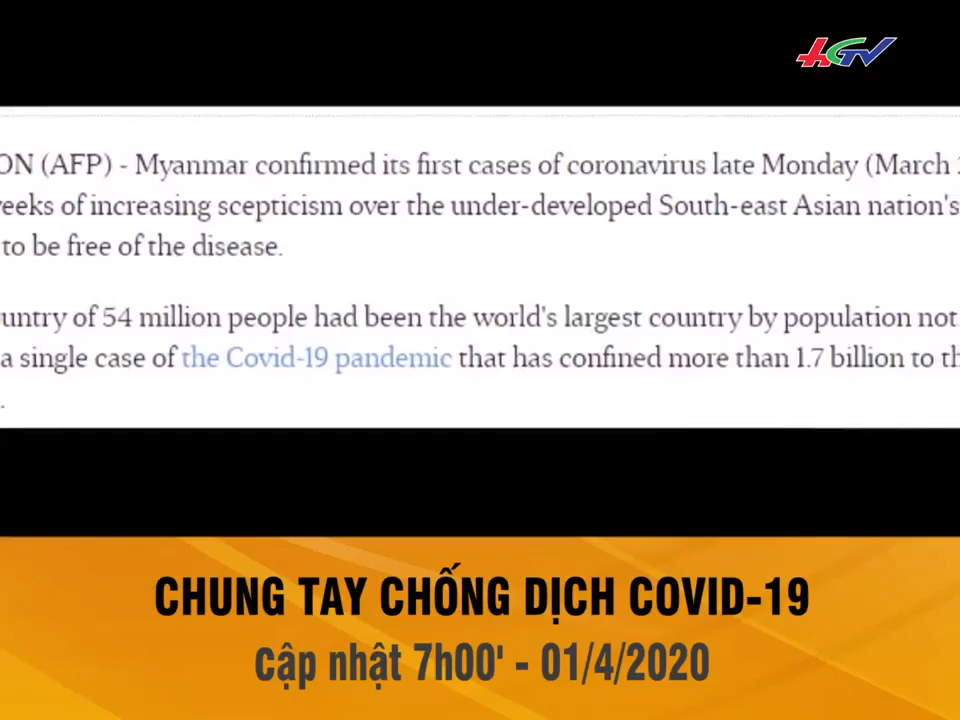 HGTV
ON (AFP) - Myanmar confirmed its first cases of coronavirus late Monday (March
eeks of increasing scepticism over the under-developed South-east Asian nation's
to be free of the disease.
untry of 54 million people had been the world's largest country by population not
a single case of the Covid-19 pandemic that has confined more than 1.7 billion to th
.
CHUNG TAY CHỐNG DỊCH COVID-19
cập nhật 7h00' - 01/4/2020